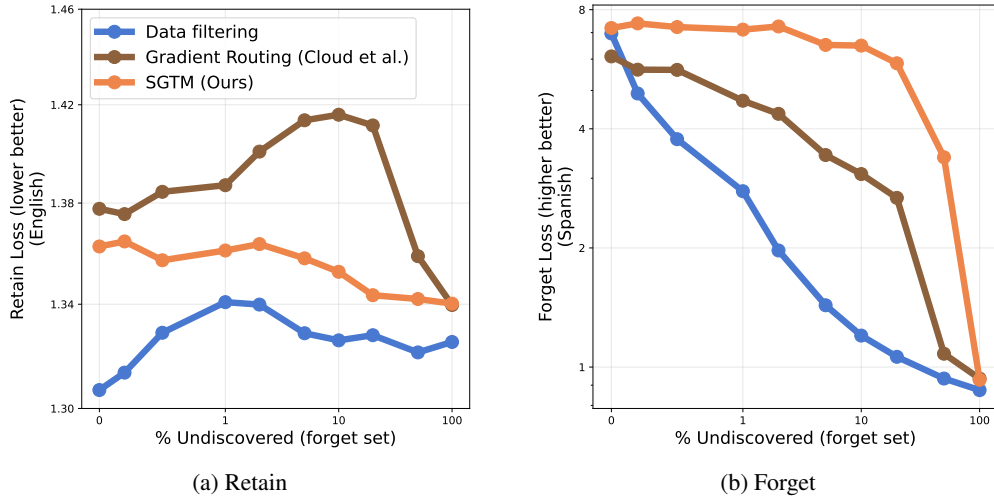 1.46
1.42
1.38
1.34
1.30
Retain Loss (lower better)
(English)
Data filtering
Gradient Routing (Cloud et al.)
SGTM (Ours)
0
1
10
100
% Undiscovered (forget set)
(a) Retain
8
4
2
1
Forget Loss (higher better)
(Spanish)
0
1
10
100
% Undiscovered (forget set)
(b) Forget